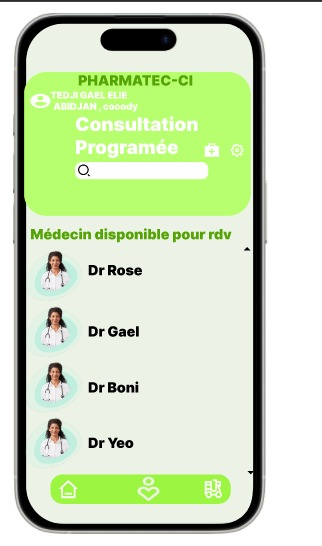 PHARMATEC-CI
TEDJI GAEL ELIE
ABIDJAN , cocody
Consultation
Programée
Médecin disponible pour rdv
Dr Rose
Dr Gael
Dr Boni
Dr Yeo